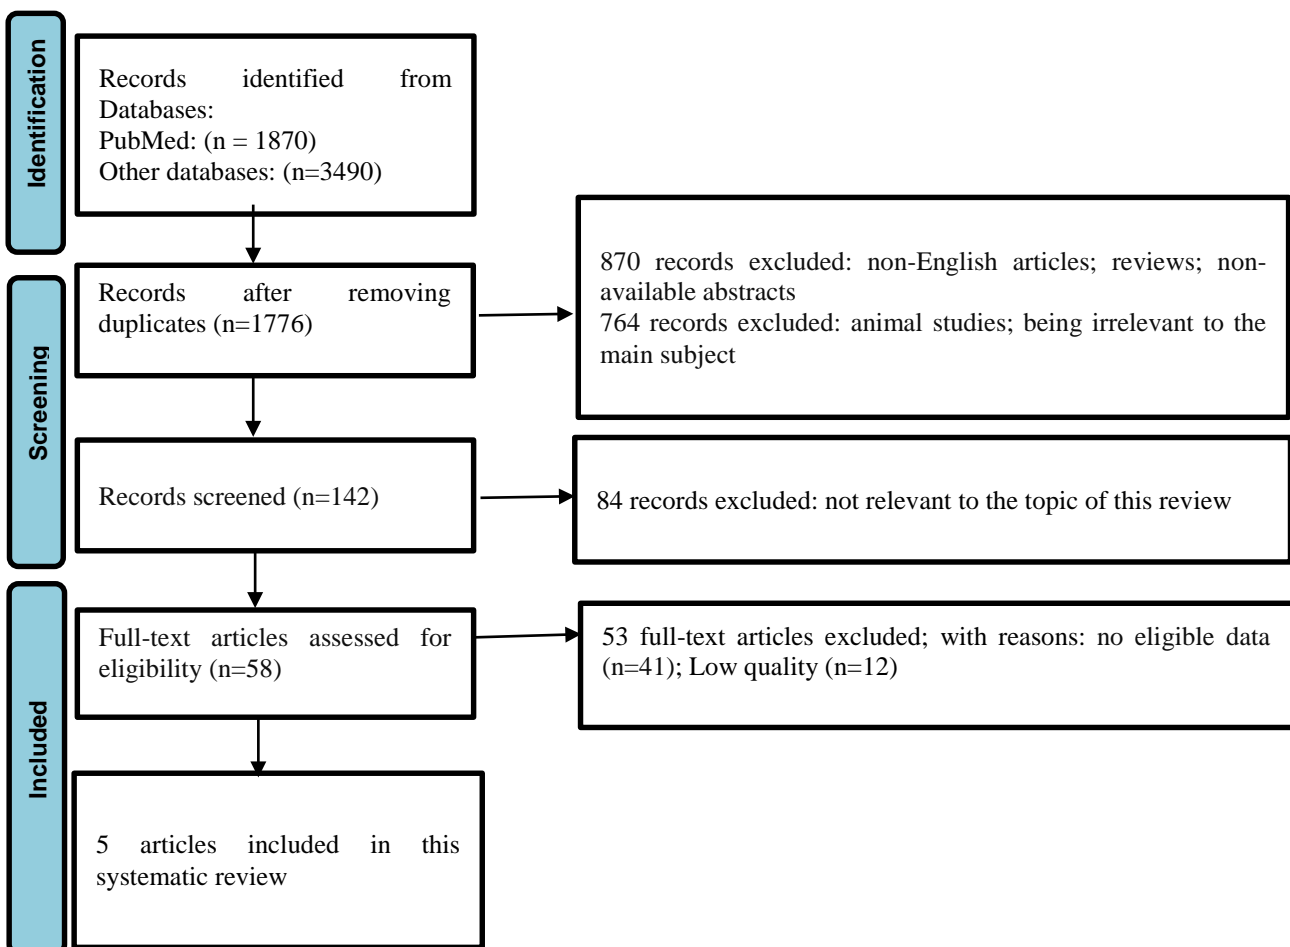 Identification
Records identified from
Databases:
PubMed: (n = 1870)
Other databases: (n=3490)
870 records excluded: non-English articles; reviews; non-
available abstracts
764 records excluded: animal studies; being irrelevant to the
main subject
Screening
Records after removing
duplicates (n=1776)
Records screened (n=142)
84 records excluded: not relevant to the topic of this review
Included
Full-text articles assessed for
eligibility (n=58)
53 full-text articles excluded; with reasons: no eligible data
(n=41); Low quality (n=12)
5 articles included in this
systematic review